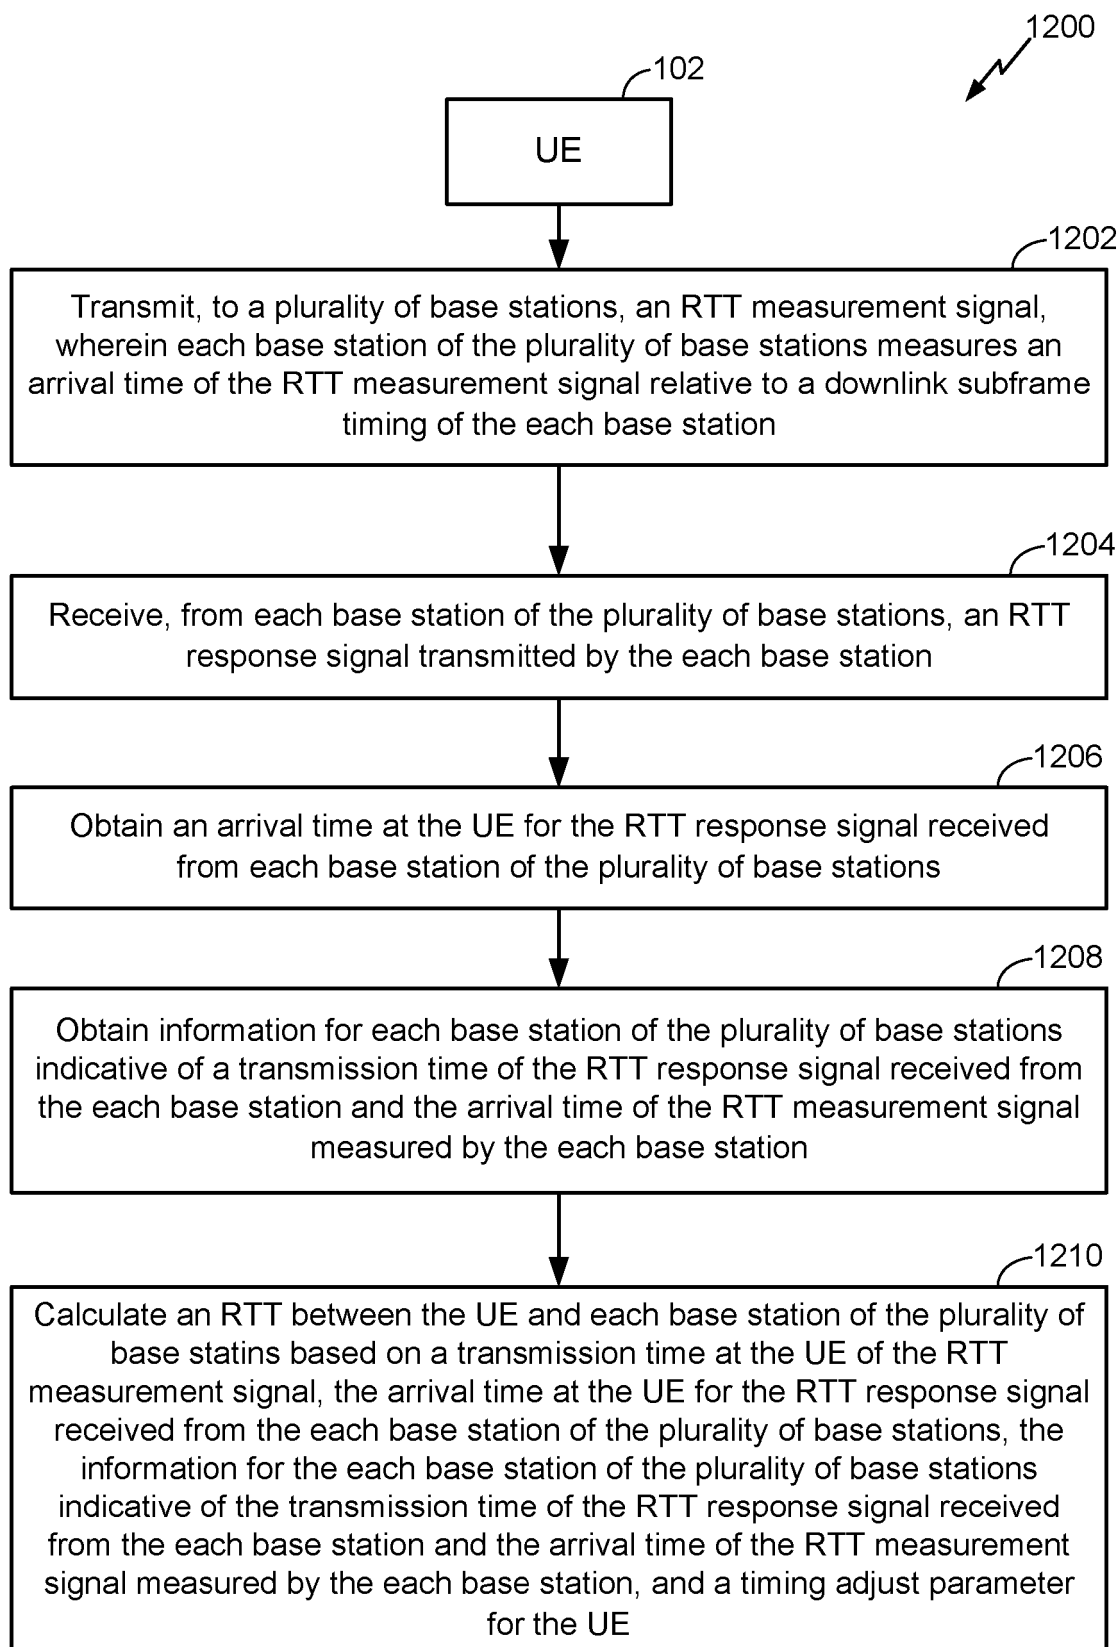 1200
102
UE
1202
Transmit, to a plurality of base stations, an RTT measurement signal,
wherein each base station of the plurality of base stations measures an
arrival time of the RTT measurement signal relative to a downlink subframe
timing of the each base station
1204
Receive, from each base station of the plurality of base stations, an RTT
response signal transmitted by the each base station
1206
Obtain an arrival time at the UE for the RTT response signal received
from each base station of the plurality of base stations
1208
Obtain information for each base station of the plurality of base stations
indicative of a transmission time of the RTT response signal received from
the each base station and the arrival time of the RTT measurement signal
measured by the each base station
1210
Calculate an RTT between the UE and each base station of the plurality of
base statins based on a transmission time at the UE of the RTT
measurement signal, the arrival time at the UE for the RTT response signal
received from the each base station of the plurality of base stations, the
information for the each base station of the plurality of base stations
indicative of the transmission time of the RTT response signal received
from the each base station and the arrival time of the RTT measurement
signal measured by the each base station, and a timing adjust parameter
for the UE